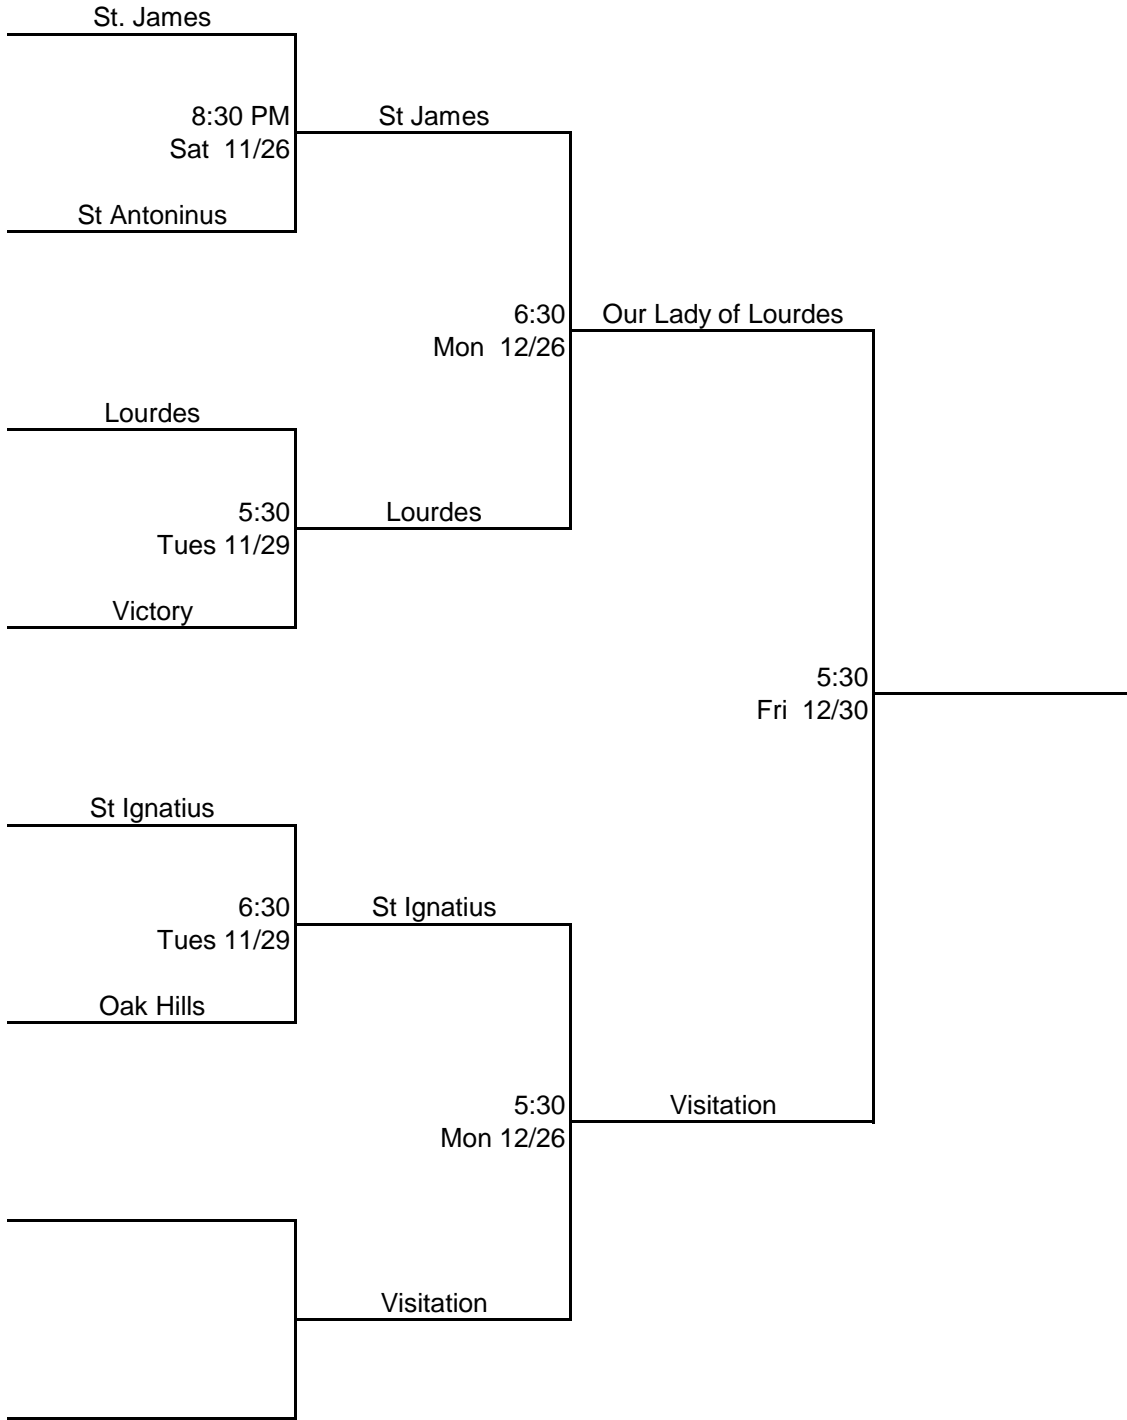 St. James
8:30 PM
St James
Sat  11/26
St Antoninus
6:30
Our Lady of Lourdes
Mon  12/26
Lourdes
5:30
Lourdes
Tues 11/29
Victory
5:30
Fri  12/30
St Ignatius
6:30
St Ignatius
Tues 11/29
Oak Hills
5:30
Visitation
Mon 12/26
Visitation